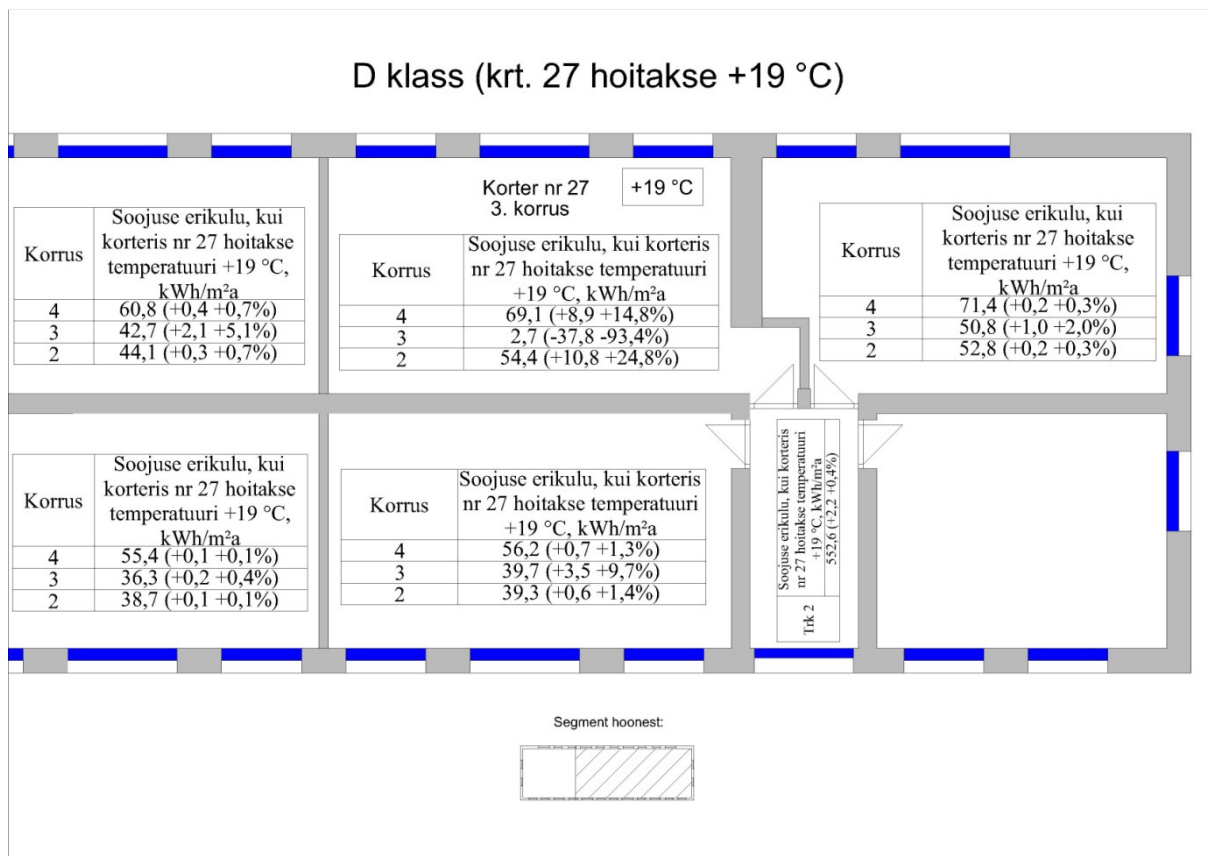 D klass (krt. 27 hoitakse +19 °C)
Korter nr 27
3. korrus
+19 °C
Korrus
Soojuse erikulu, kui
korteris nr 27 hoitakse
temperatuuri +19 °C,
kWh/m²a
4 60,8 (+0,4 +0,7%)
3 42,7 (+2,1 +5,1%)
2 44,1 (+0,3 +0,7%)
Korrus
Soojuse erikulu, kui korteris
nr 27 hoitakse temperatuuri
+19 °C, kWh/m²a
4 69,1 (+8,9 +14,8%)
3 2,7 (-37,8 -93,4%)
2 54,4 (+10,8 +24,8%)
Korrus
Soojuse erikulu, kui
korteris nr 27 hoitakse
temperatuuri +19 °C,
kWh/m²a
4 71,4 (+0,2 +0,3%)
3 50,8 (+1,0 +2,0%)
2 52,8 (+0,2 +0,3%)
Korrus
Soojuse erikulu, kui
korteris nr 27 hoitakse
temperatuuri +19 °C,
kWh/m²a
4 55,4 (+0,1 +0,1%)
3 36,3 (+0,2 +0,4%)
2 38,7 (+0,1 +0,1%)
Korrus
Soojuse erikulu, kui korteris
nr 27 hoitakse temperatuuri
+19 °C, kWh/m²a
4 56,2 (+0,7 +1,3%)
3 39,7 (+3,5 +9,7%)
2 39,3 (+0,6 +1,4%)
Trk 2
Soojuse erikulu, kui korteris
nr 27 hoitakse temperatuuri
+19 °C, kWh/m²a
552,6 (+2,2 +0,4%)
Segment hoonest: